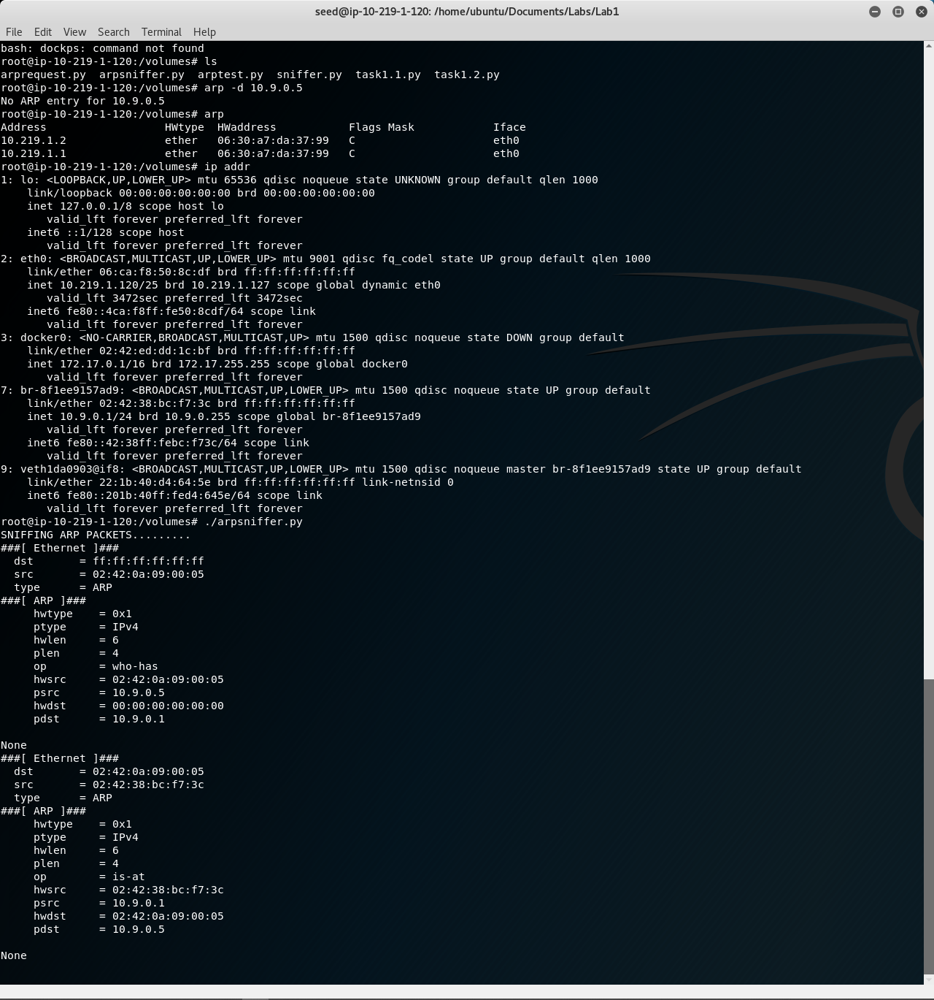 seed@ip-10-219-1-120: /home/ubuntu/Documents/Labs/Lab1
File Edit View Search Terminal Help
bash: dockps: command not found
root@ip-10-219-1-120:/volumes# ls
arprequest.py  arpsniffer.py  arptest.py  sniffer.py  task1.1.py  task1.2.py
root@ip-10-219-1-120:/volumes# arp -d 10.9.0.5
No ARP entry for 10.9.0.5
root@ip-10-219-1-120:/volumes# arp
Address                  HWtype  HWaddress           Flags Mask            Iface
10.219.1.2               ether   06:30:a7:da:37:99   C                     eth0
10.219.1.1               ether   06:30:a7:da:37:99   C                     eth0
root@ip-10-219-1-120:/volumes# ip addr
1: lo: <LOOPBACK,UP,LOWER_UP> mtu 65536 qdisc noqueue state UNKNOWN group default qlen 1000
    link/loopback 00:00:00:00:00:00 brd 00:00:00:00:00:00
    inet 127.0.0.1/8 scope host lo
       valid_lft forever preferred_lft forever
    inet6 ::1/128 scope host
       valid_lft forever preferred_lft forever
2: eth0: <BROADCAST,MULTICAST,UP,LOWER_UP> mtu 9001 qdisc fq_codel state UP group default qlen 1000
    link/ether 06:ca:f8:50:8c:df brd ff:ff:ff:ff:ff:ff
    inet 10.219.1.120/25 brd 10.219.1.127 scope global dynamic eth0
       valid_lft 3472sec preferred_lft 3472sec
    inet6 fe80::4ca:f8ff:fe50:8cdf/64 scope link
       valid_lft forever preferred_lft forever
3: docker0: <NO-CARRIER,BROADCAST,MULTICAST,UP> mtu 1500 qdisc noqueue state DOWN group default
    link/ether 02:42:ed:dd:1c:bf brd ff:ff:ff:ff:ff:ff
    inet 172.17.0.1/16 brd 172.17.255.255 scope global docker0
       valid_lft forever preferred_lft forever
7: br-8f1ee9157ad9: <BROADCAST,MULTICAST,UP,LOWER_UP> mtu 1500 qdisc noqueue state UP group default
    link/ether 02:42:38:bc:f7:3c brd ff:ff:ff:ff:ff:ff
    inet 10.9.0.1/24 brd 10.9.0.255 scope global br-8f1ee9157ad9
       valid_lft forever preferred_lft forever
    inet6 fe80::42:38ff:febc:f73c/64 scope link
       valid_lft forever preferred_lft forever
9: veth1da0903@if8: <BROADCAST,MULTICAST,UP,LOWER_UP> mtu 1500 qdisc noqueue master br-8f1ee9157ad9 state UP group default
    link/ether 22:1b:40:d4:64:5e brd ff:ff:ff:ff:ff:ff link-netnsid 0
    inet6 fe80::201b:40ff:fed4:645e/64 scope link
       valid_lft forever preferred_lft forever
root@ip-10-219-1-120:/volumes# ./arpsniffer.py
SNIFFING ARP PACKETS.........
###[ Ethernet ]###
  dst       = ff:ff:ff:ff:ff:ff
  src       = 02:42:0a:09:00:05
  type      = ARP
###[ ARP ]###
     hwtype    = 0x1
     ptype     = IPv4
     hwlen     = 6
     plen      = 4
     op        = who-has
     hwsrc     = 02:42:0a:09:00:05
     psrc      = 10.9.0.5
     hwdst     = 00:00:00:00:00:00
     pdst      = 10.9.0.1
None
###[ Ethernet ]###
  dst       = 02:42:0a:09:00:05
  src       = 02:42:38:bc:f7:3c
  type      = ARP
###[ ARP ]###
     hwtype    = 0x1
     ptype     = IPv4
     hwlen     = 6
     plen      = 4
     op        = is-at
     hwsrc     = 02:42:38:bc:f7:3c
     psrc      = 10.9.0.1
     hwdst     = 02:42:0a:09:00:05
     pdst      = 10.9.0.5
None